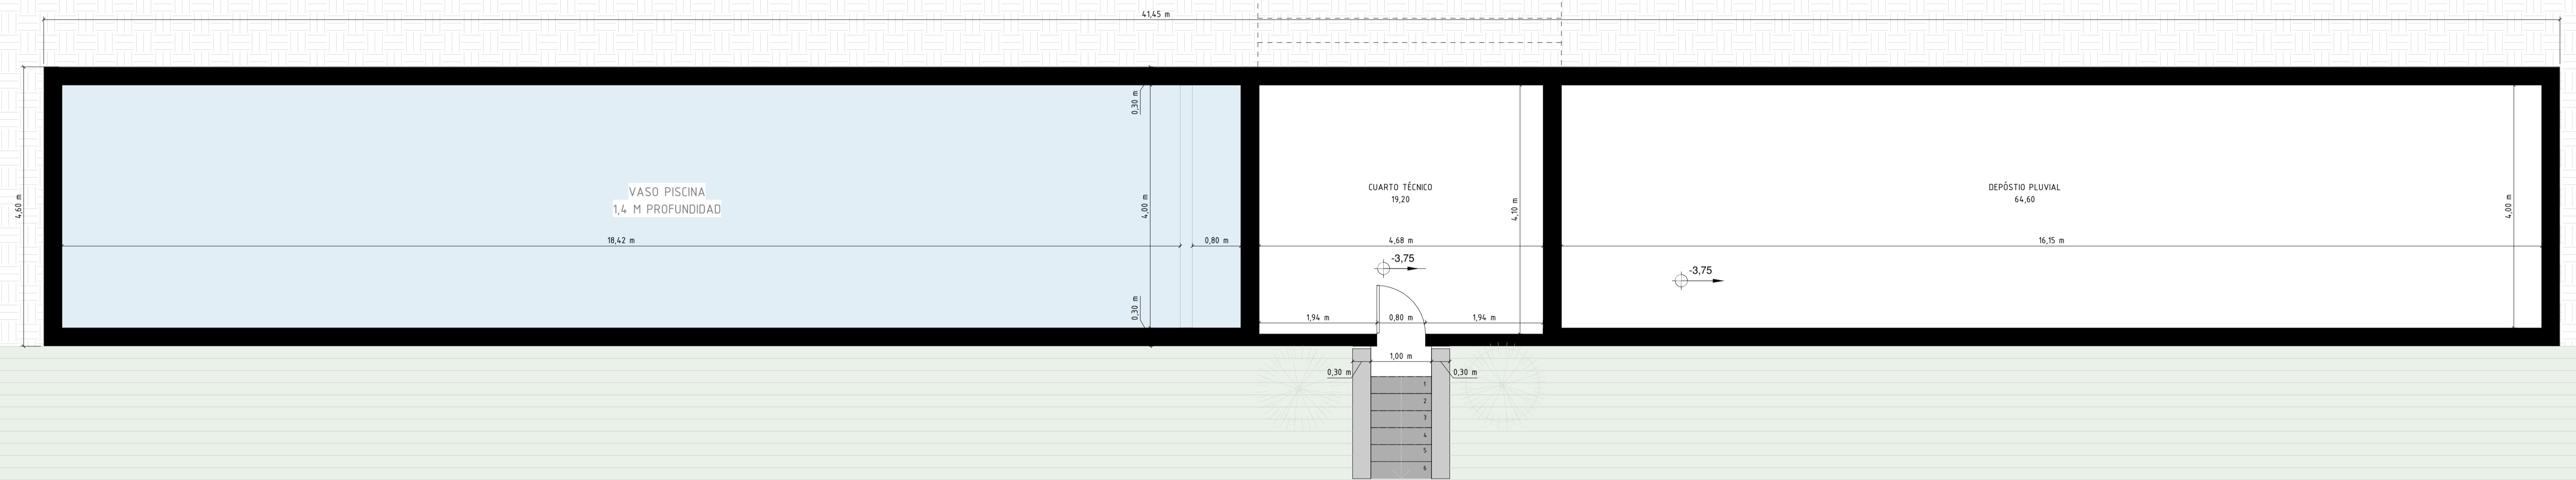 41,45 m
0,30 m
4,60 m
VASO PISCINA
1,4 M PROFUNDIDAD
4,00 m
CUARTO TÉCNICO
19,20
4,10 m
DEPÓSTIO PLUVIAL
64,60
4,00 m
18,42 m
0,80 m
4,68 m
16,15 m
-3,75
-3,75
0,30 m
1,94 m
0,80 m
1,94 m
1,00 m
0,30 m
0,30 m
1
2
3
4
5
6